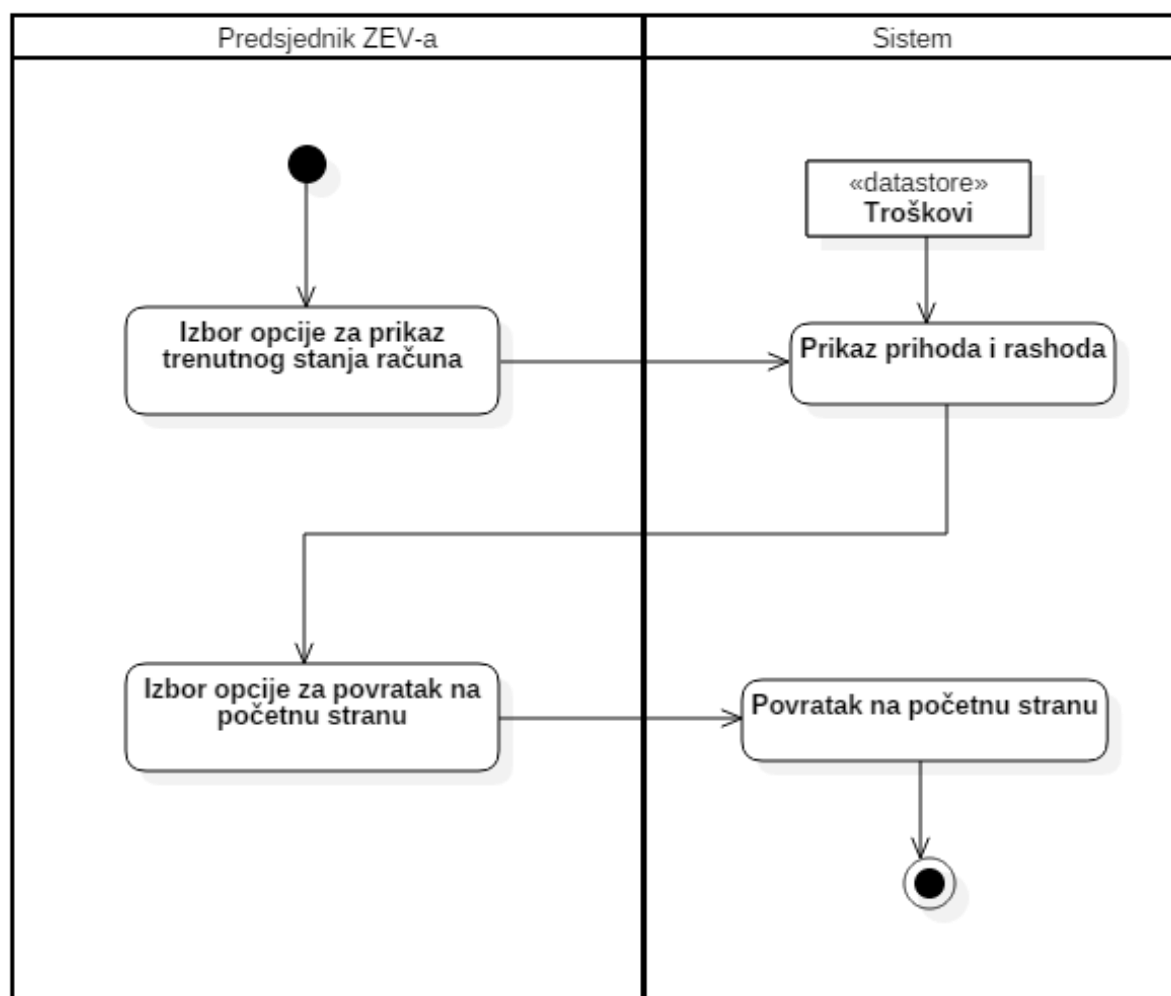 Predsjednik ZEV-a
Sistem
«datastore»
Troškovi
Izbor opcije za prikaz
trenutnog stanja računa
Prikaz prihoda i rashoda
Izbor opcije za povratak na
početnu stranu
Povratak na početnu stranu